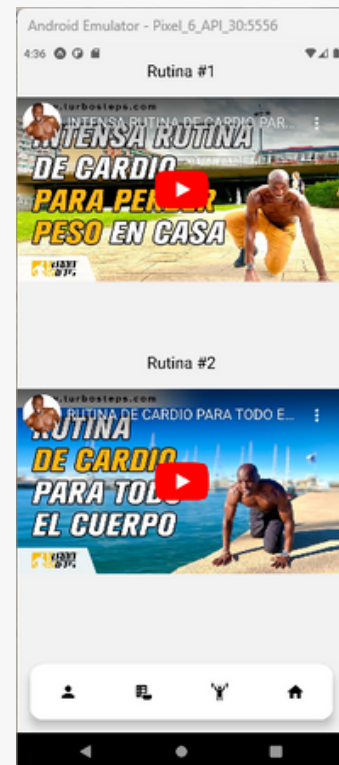 Android Emulator - Pixel_6_API_30:5556
4:36
Rutina #1
.turbosteps.com
INTENSA RUTINA DE CARDIO PAR...
INTENSA RUTINA
DE CARDIO
PARA PERDER
PESO EN CASA
Rutina #2
.turbosteps.com
RUTINA DE CARDIO PARA TODO E...
RUTINA
DE CARDIO
PARA TODO
EL CUERPO